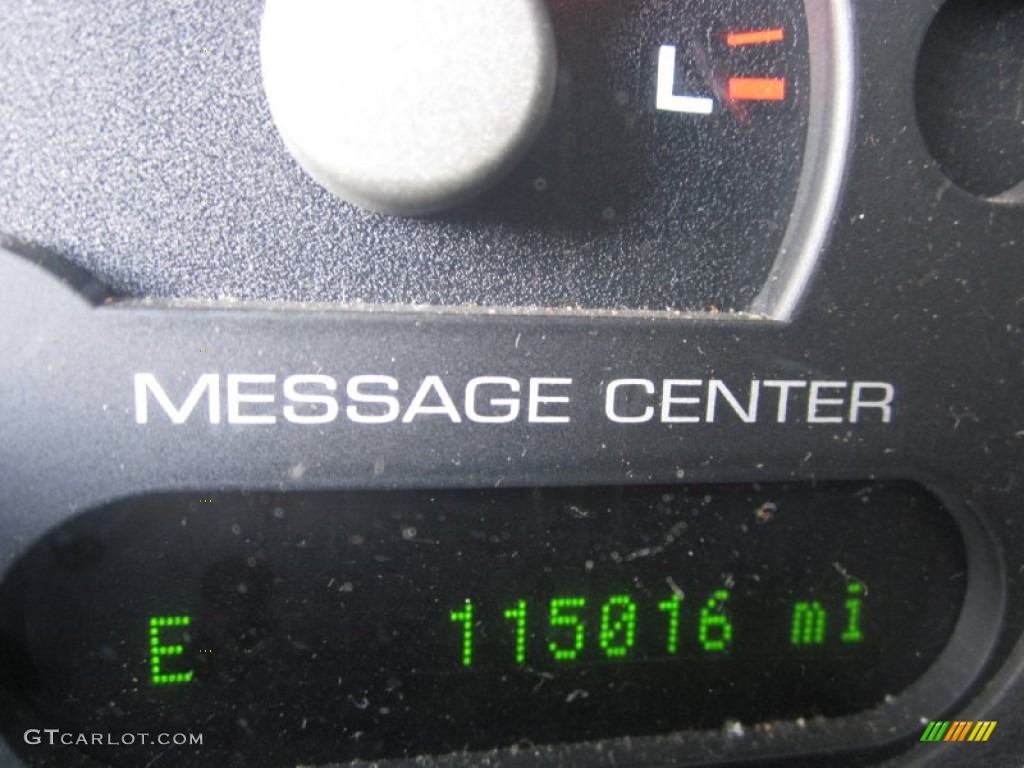 L
MESSAGE CENTER
E 115016 mi
GTCARLOT.COM